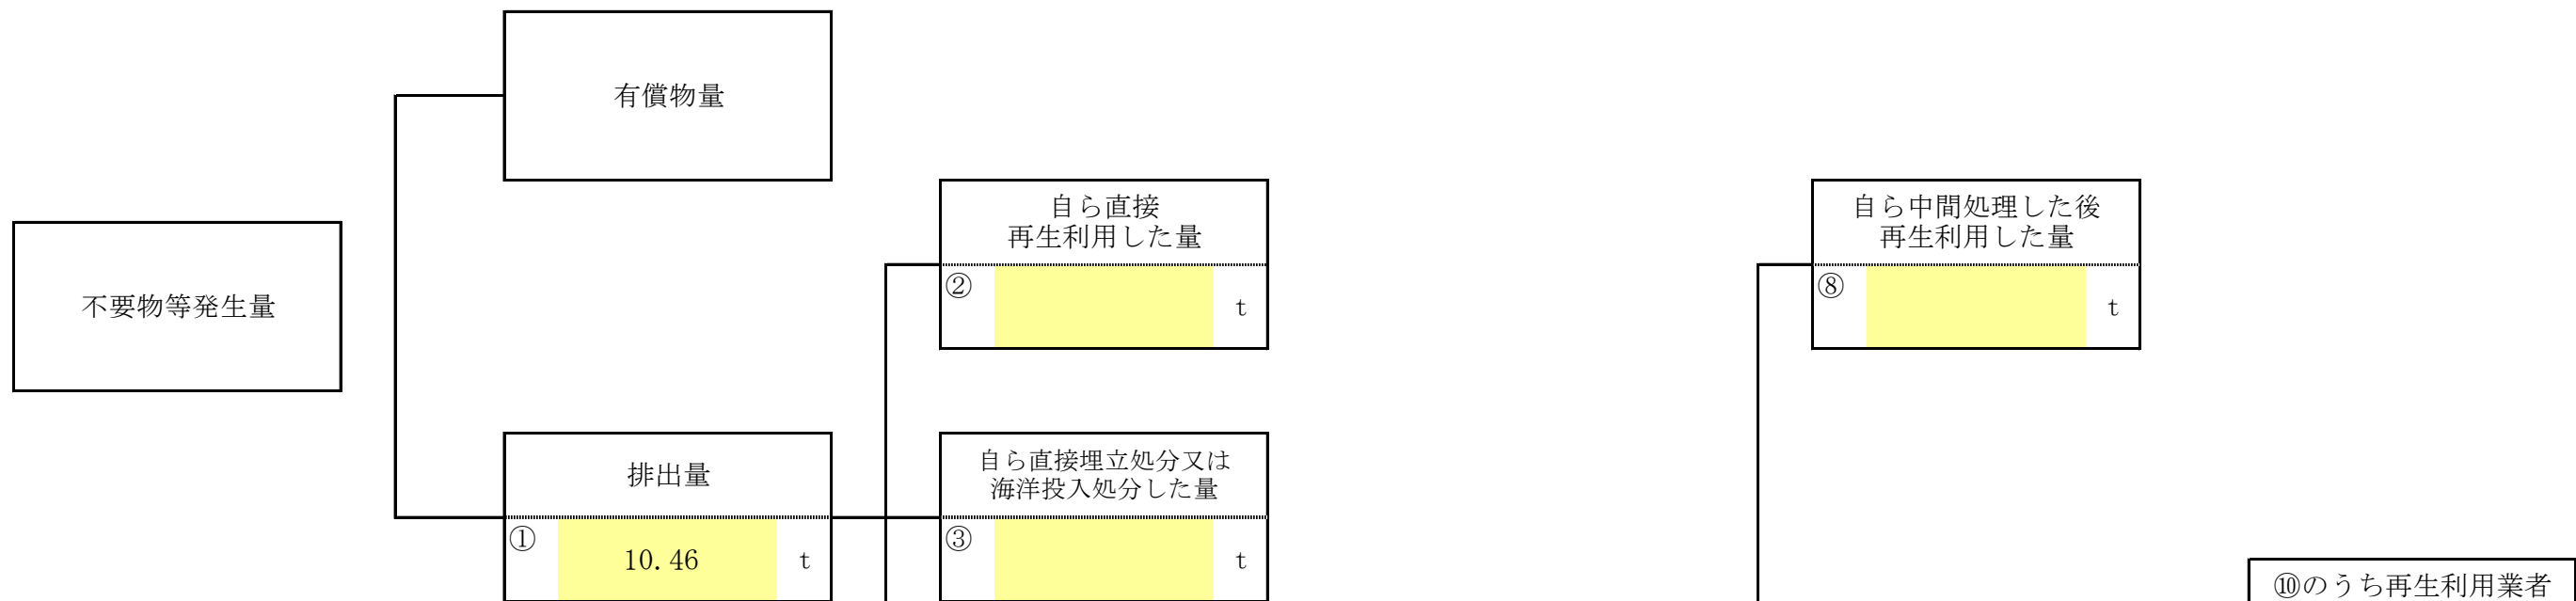 有償物量
不要物等発生量
自ら直接
再生利用した量
② t
自ら中間処理した後
再生利用した量
⑧ t
排出量
① 10.46 t
自ら直接埋立処分又は
海洋投入処分した量
③ t
⑩のうち再生利用業者